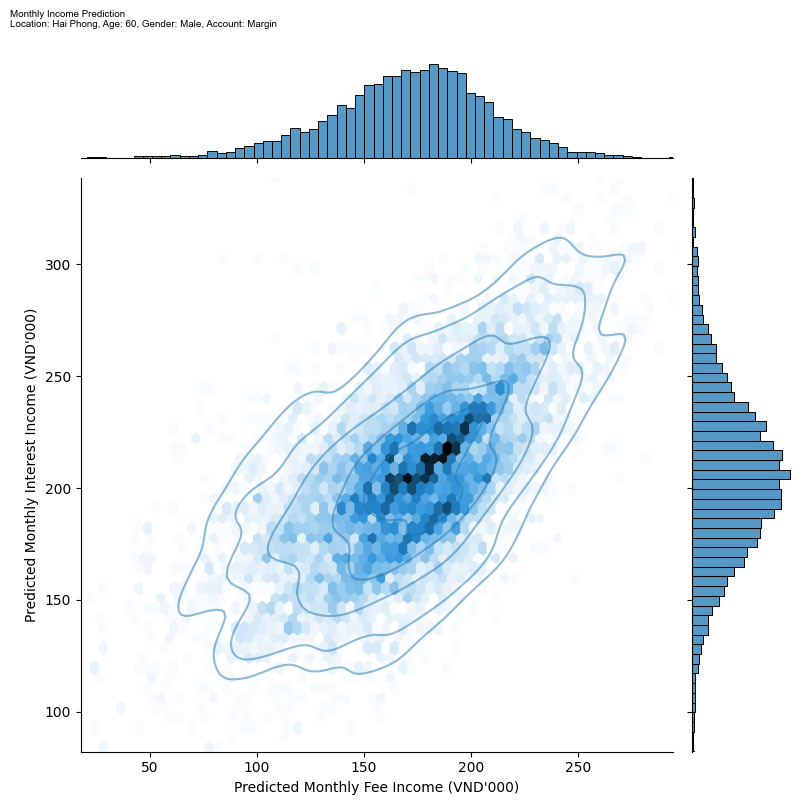 Monthly Income Prediction
Location: Hai Phong, Age: 60, Gender: Male, Account: Margin
300
250
200
150
100
Predicted Monthly Interest Income (VND'000)
50
100
150
200
250
Predicted Monthly Fee Income (VND'000)